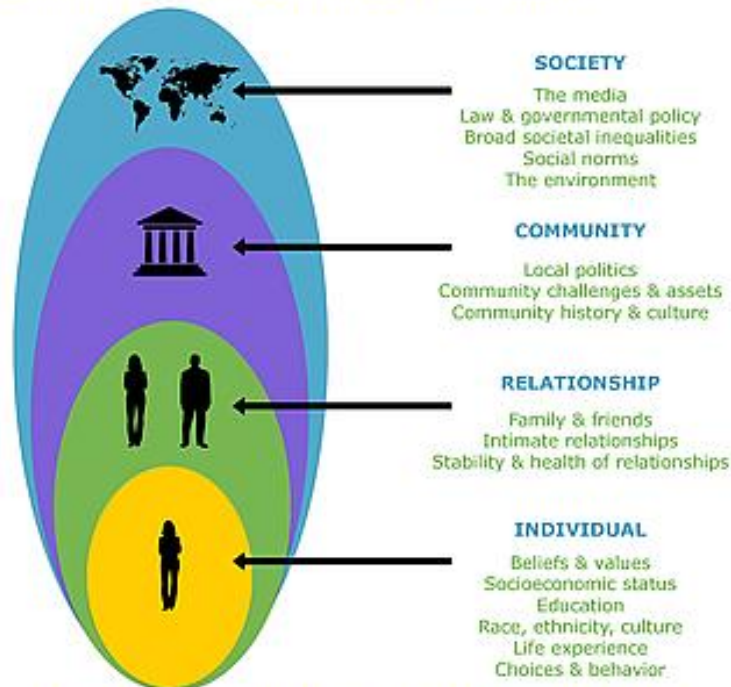 SOCIETY
The media
Law & governmental policy
Broad societal inequalities
Social norms
The environment
COMMUNITY
Local politics
Community challenges & assets
Community history & culture
RELATIONSHIP
Family & friends
Intimate relationships
Stability & health of relationships
INDIVIDUAL
Beliefs & values
Socioeconomic status
Education
Race, ethnicity, culture
Life experience
Choices & behavior